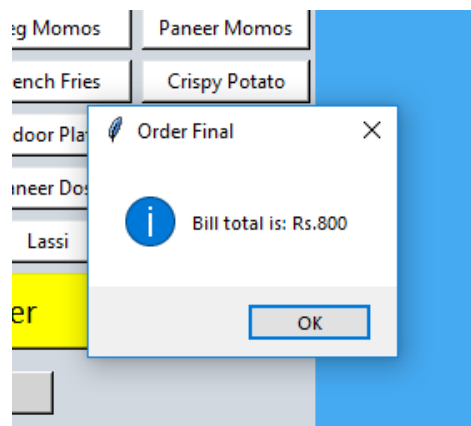 eg Momos
Paneer Momos
ench Fries
Crispy Potato
door Pla
Order Final
neer Dos
Bill total is: Rs.800
Lassi
er
OK